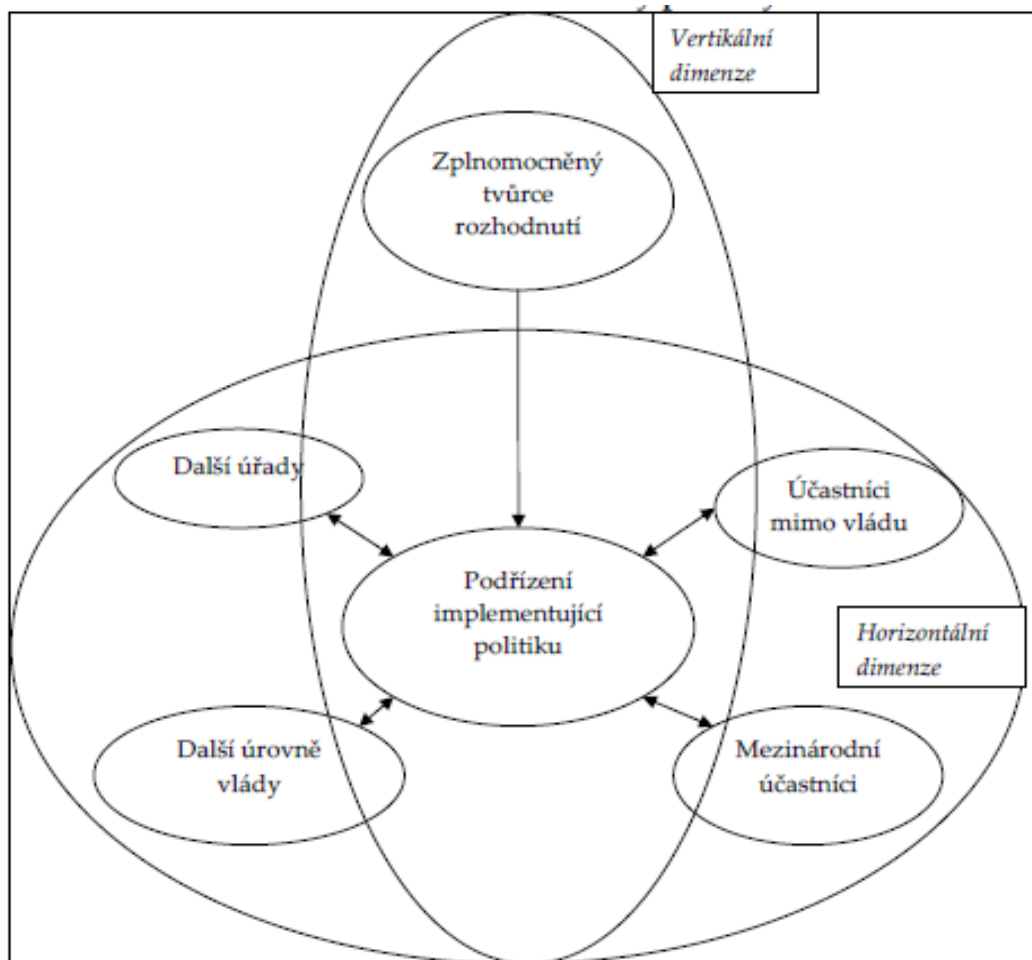 Vertikální
dimenze
Zplnomocněný
tvůrce
rozhodnutí
Další úřady
Účastníci
mimo vládu
Podřízení
implementující
politiku
Horizontální
dimenze
Další úrovně
vlády
Mezinárodní
účastníci